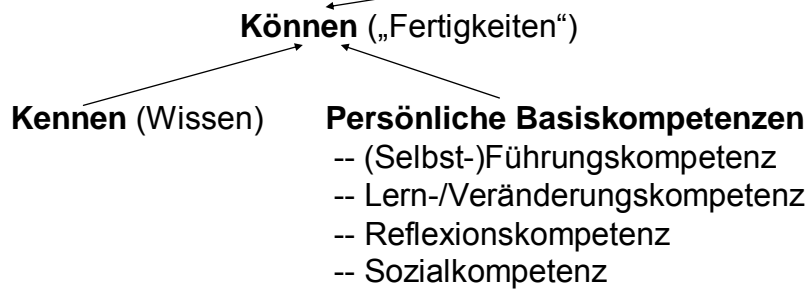 Können („Fertigkeiten“)
Kennen (Wissen)
Persönliche Basiskompetenzen
-- (Selbst-)Führungskompetenz
-- Lern-/Veränderungskompetenz
-- Reflexionskompetenz
-- Sozialkompetenz